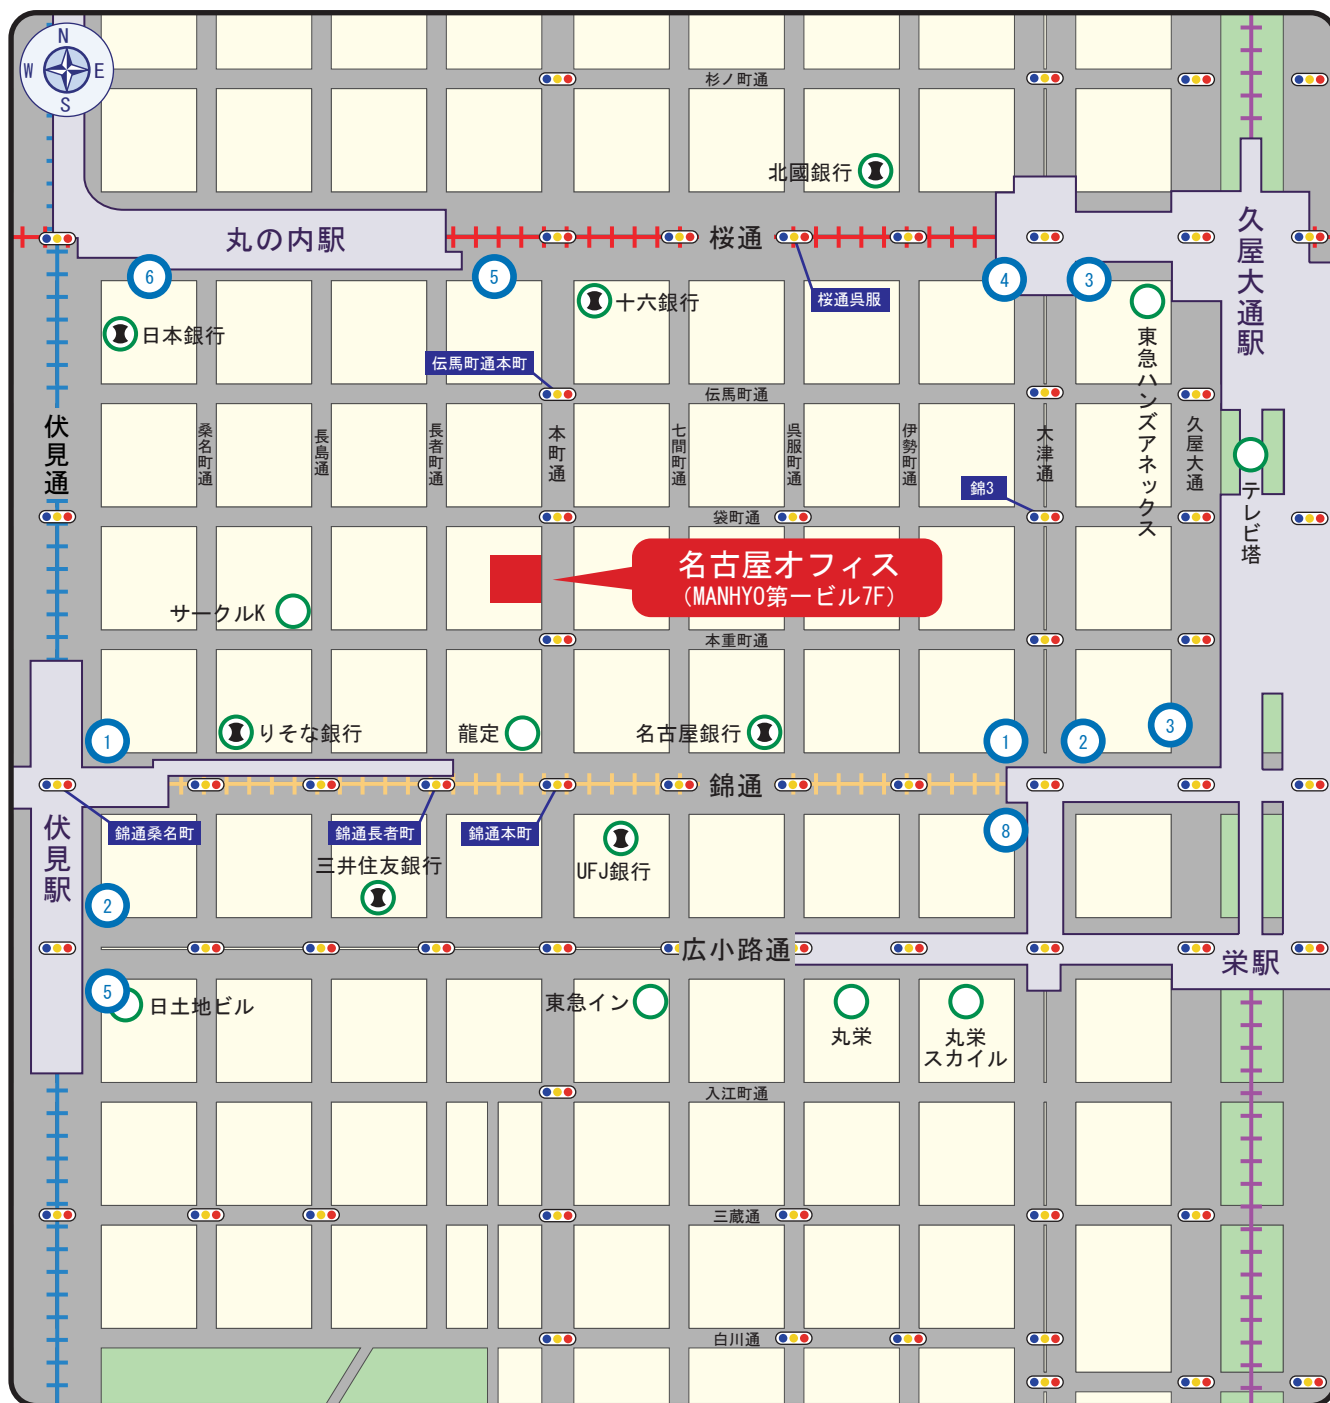 N
W
E
S
杉ノ町通
北國銀行
丸の内駅
桜通
久屋大通駅
6
5
4
3
日本銀行
十六銀行
桜通呉服
東急ハンズアネックス
伝馬町通本町
伝馬町通
伏見通
桑名町通
長島通
長者町通
本町通
七間町通
呉服町通
伊勢町通
大津通
久屋大通
テレビ塔
錦3
袋町通
名古屋オフィス
(MANHYO第一ビル7F)
サークルK
本重町通
1
りそな銀行
龍定
名古屋銀行
1
2
3
錦通
伏見駅
錦通桑名町
錦通長者町
錦通本町
8
三井住友銀行
UFJ銀行
2
広小路通
栄駅
5
日土地ビル
東急イン
丸栄
丸栄
スカイル
入江町通
三蔵通
白川通